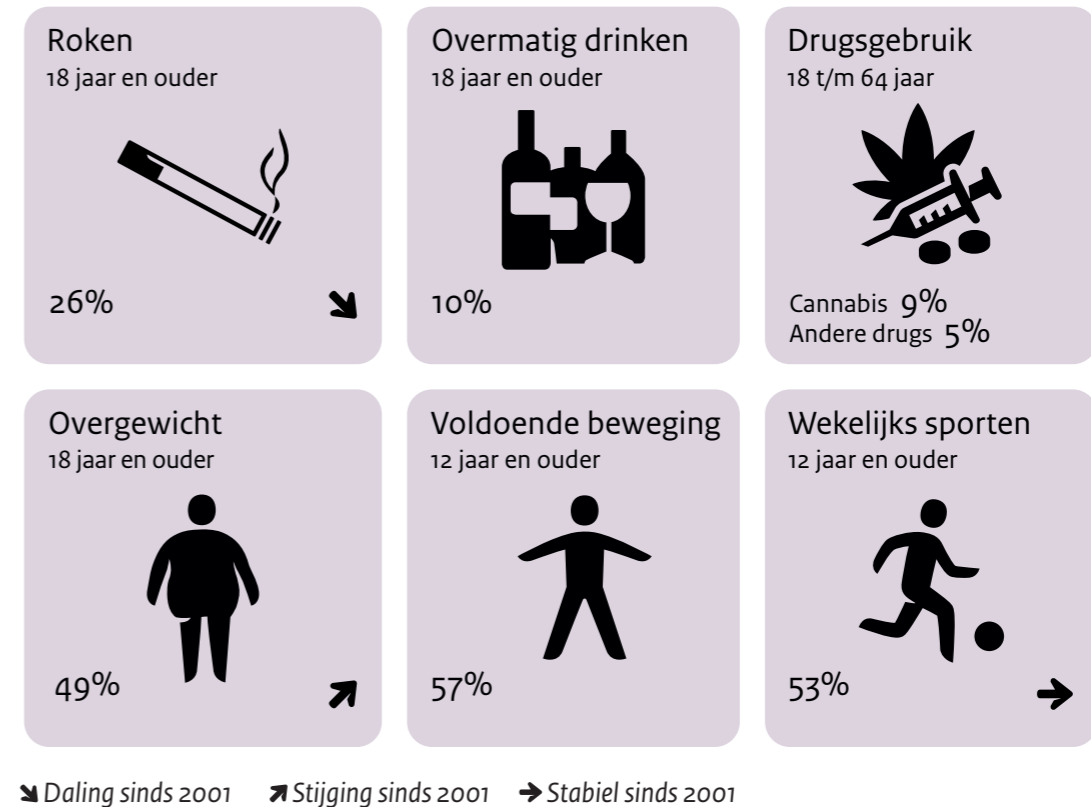 Roken
18 jaar en ouder
26%
Overmatig drinken
18 jaar en ouder
10%
Drugsgebruik
18 t/m 64 jaar
Cannabis 9%
Andere drugs 5%
Overgewicht
18 jaar en ouder
49%
Voldoende beweging
12 jaar en ouder
57%
Wekelijks sporten
12 jaar en ouder
53%
Daling sinds 2001 Stijging sinds 2001 Stabiel sinds 2001